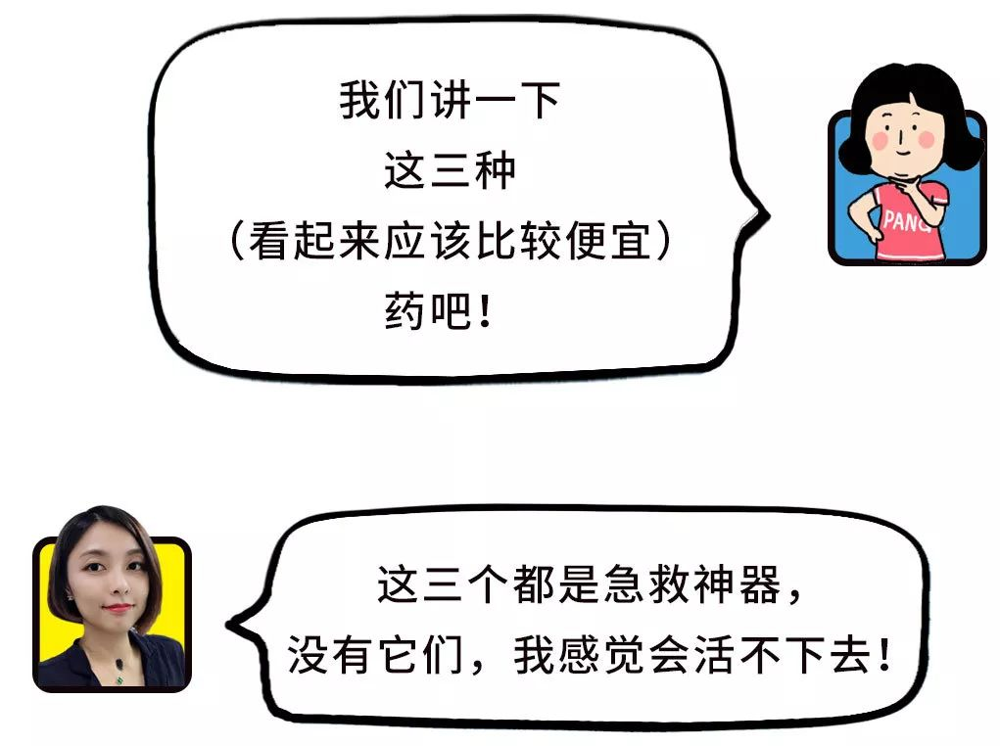 我们讲一下
这三种
（看起来应该比较便宜）
药吧！
PANG
这三个都是急救神器，
没有它们，我感觉会活不下去！